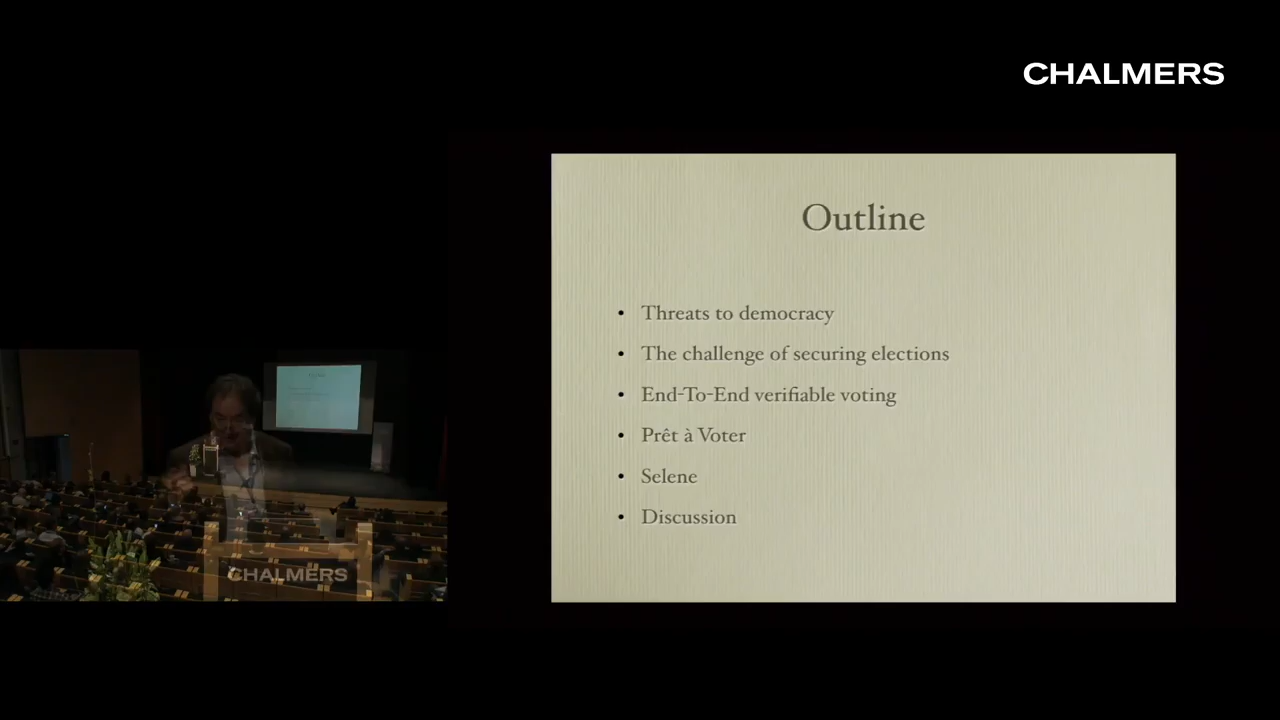 CHALMERS
Outline
• Threats to democracy
• The challenge of securing elections
• End-To-End verifiable voting
• Prêt à Voter
• Selene
• Discussion
CHALMERS